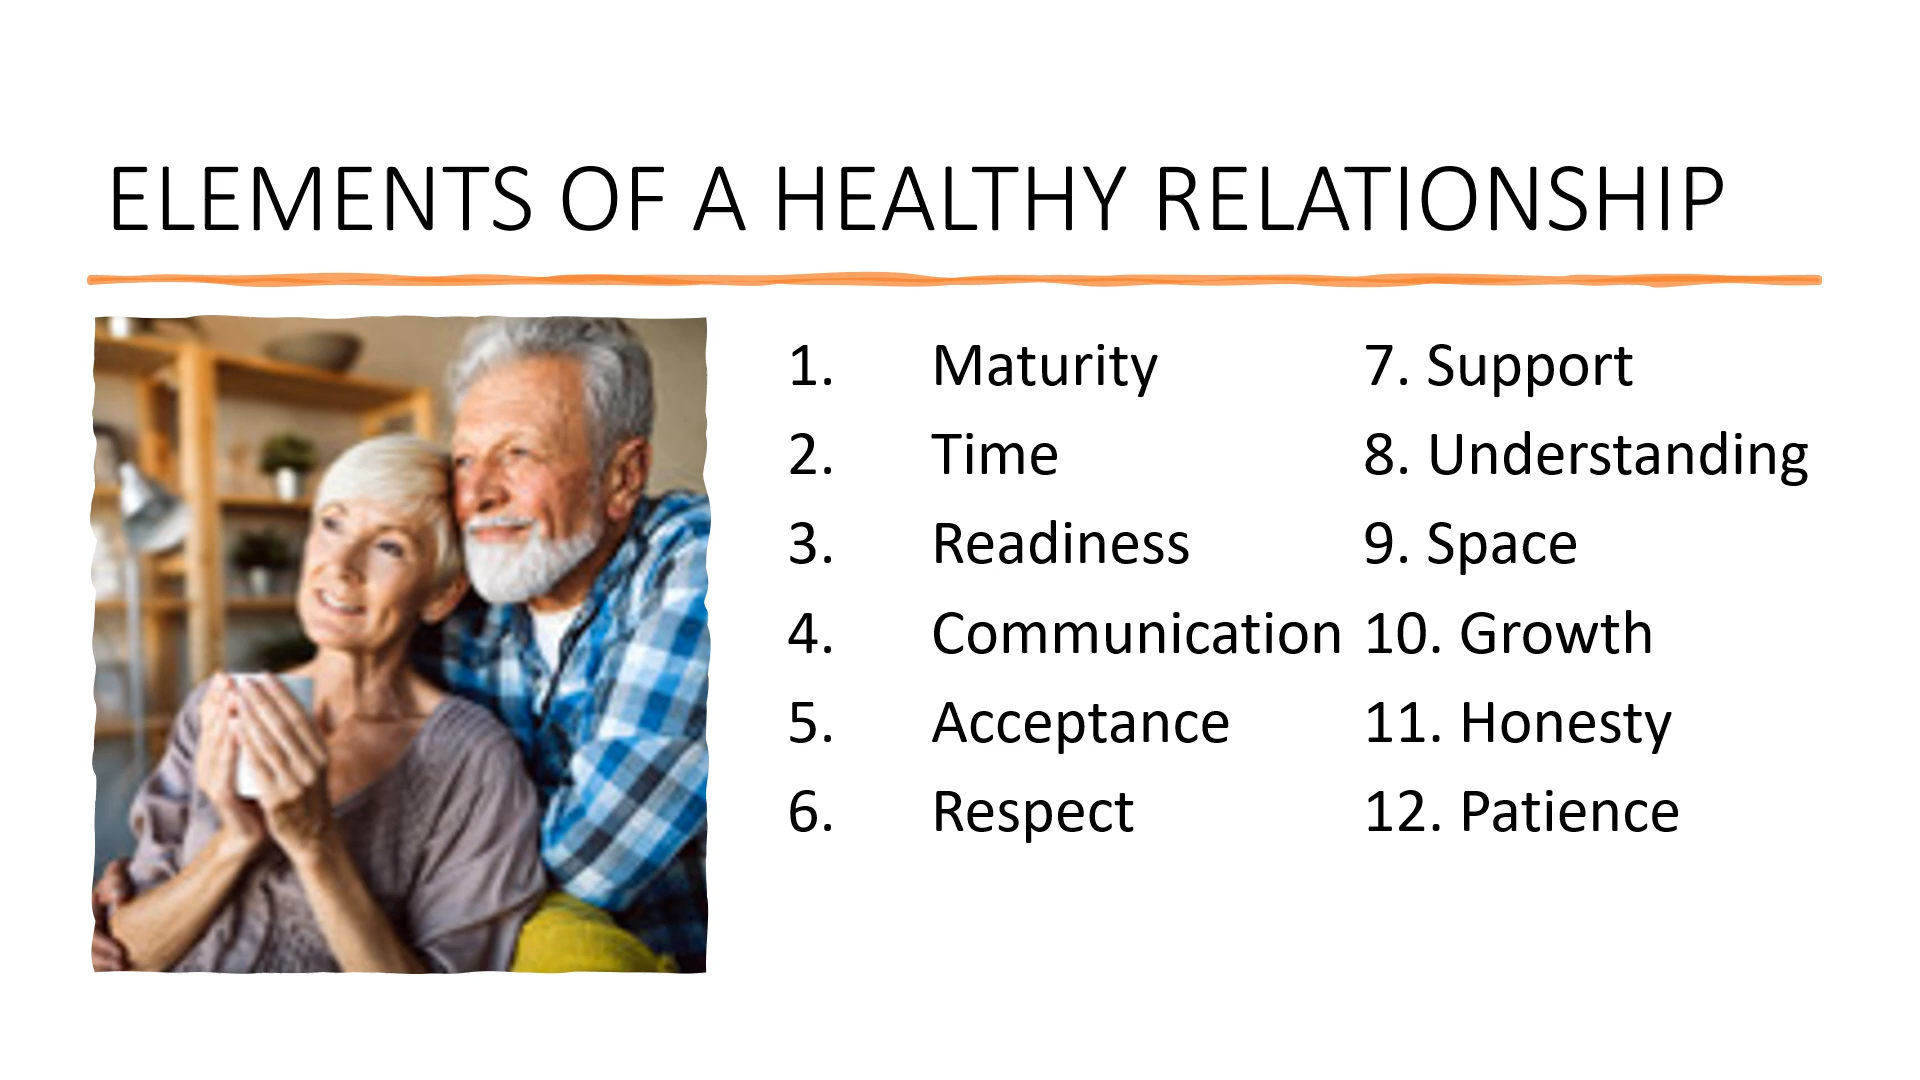 ELEMENTS OF A HEALTHY RELATIONSHIP
1. Maturity
2. Time
3. Readiness
4. Communication
5. Acceptance
6. Respect
7. Support
8. Understanding
9. Space
10. Growth
11. Honesty
12. Patience